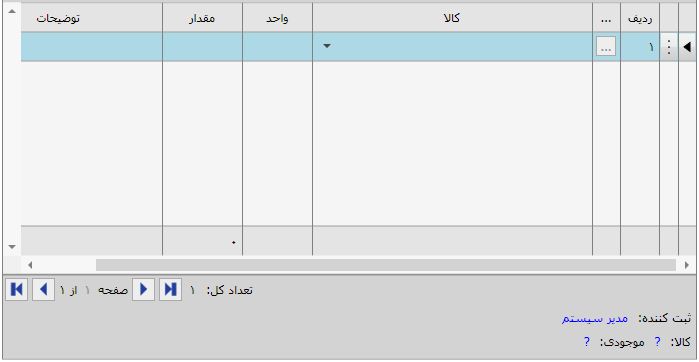 ردیف ... کالا واحد مقدار توضیحات
۱ ...
۰
تعداد کل: ۱ صفحه ۱ از ۱
ثبت کننده: مدیر سیستم
کالا: ? موجودی: ?